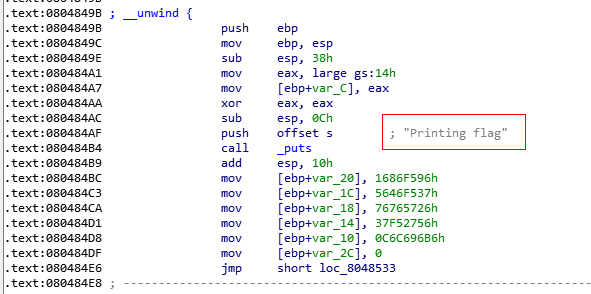 .text:0804849B ; __unwind {
.text:0804849B push ebp
.text:0804849C mov ebp, esp
.text:0804849E sub esp, 38h
.text:080484A1 mov eax, large gs:14h
.text:080484A7 mov [ebp+var_C], eax
.text:080484AA xor eax, eax
.text:080484AC sub esp, 0Ch
.text:080484AF push offset s ; "Printing flag"
.text:080484B4 call _puts
.text:080484B9 add esp, 10h
.text:080484BC mov [ebp+var_20], 1686F596h
.text:080484C3 mov [ebp+var_1C], 5646F537h
.text:080484CA mov [ebp+var_18], 76765726h
.text:080484D1 mov [ebp+var_14], 37F52756h
.text:080484D8 mov [ebp+var_10], 0C6C696B6h
.text:080484DF mov [ebp+var_2C], 0
.text:080484E6 jmp short loc_8048533
.text:080484E8 ; ---------------------------------------------------------------